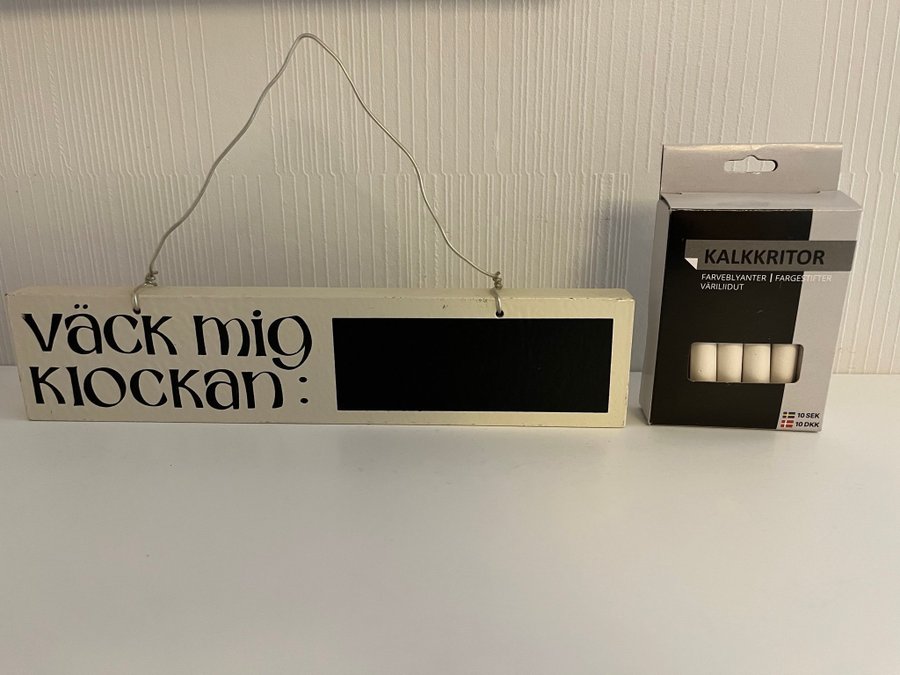 väck mig
klockan:
KALKKRITOR
FARVEBLYANTER | FARGESTIFTER
VÄRILIIDUT
10 SEK
10 DKK